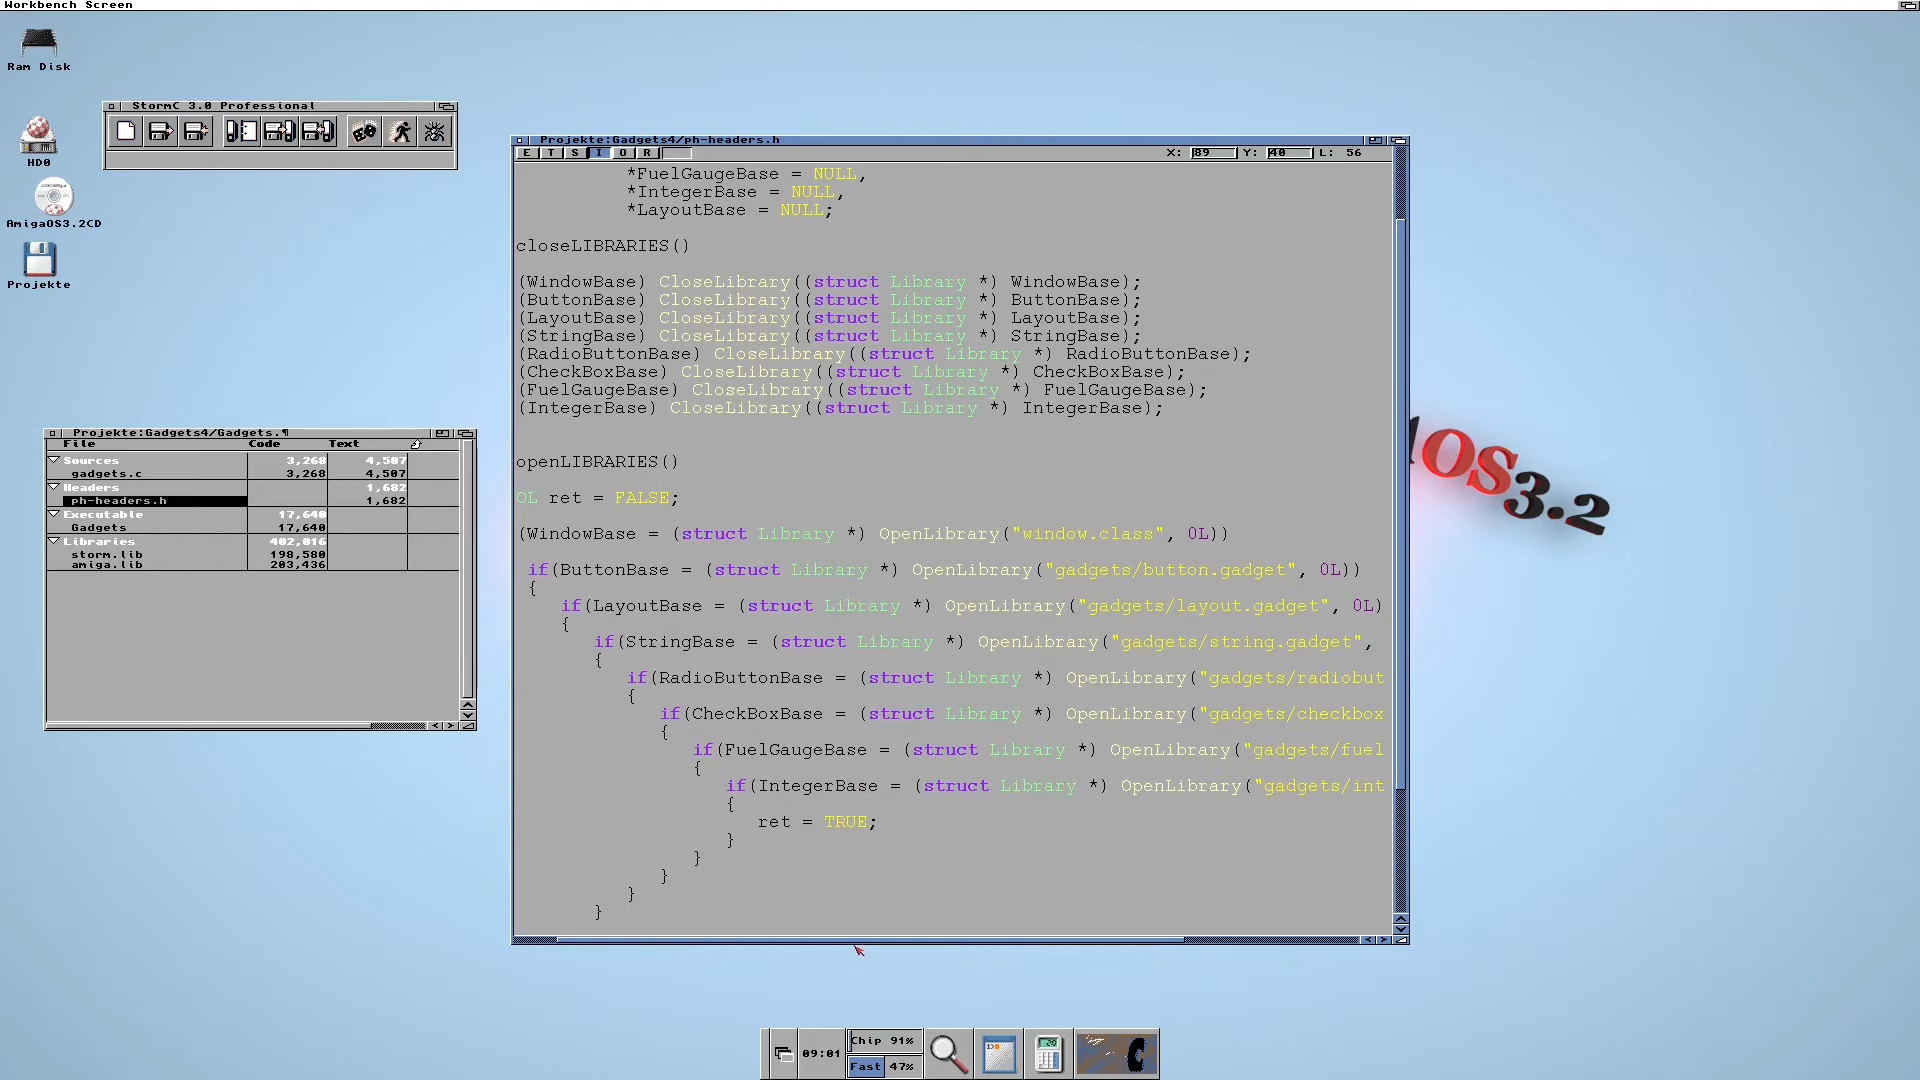 Workbench Screen
Ram Disk
HD0
AmigaOS3.2CD
Projekte
StormC 3.0 Professional
Projekte:Gadgets4/Gadgets.¶
File Code Text
Sources 3,268 4,507
gadgets.c 3,268 4,507
Headers 1,682
ph-headers.h 1,682
Executable 17,640
Gadgets 17,640
Libraries 402,016
storm.lib 198,580
amiga.lib 203,436
Projekte:Gadgets4/ph-headers.h
E T S I O R X: 89 Y: 40 L: 56
*FuelGaugeBase = NULL,
*IntegerBase = NULL,
*LayoutBase = NULL;
closeLIBRARIES()
(WindowBase) CloseLibrary((struct Library *) WindowBase);
(ButtonBase) CloseLibrary((struct Library *) ButtonBase);
(LayoutBase) CloseLibrary((struct Library *) LayoutBase);
(StringBase) CloseLibrary((struct Library *) StringBase);
(RadioButtonBase) CloseLibrary((struct Library *) RadioButtonBase);
(CheckBoxBase) CloseLibrary((struct Library *) CheckBoxBase);
(FuelGaugeBase) CloseLibrary((struct Library *) FuelGaugeBase);
(IntegerBase) CloseLibrary((struct Library *) IntegerBase);
openLIBRARIES()
OL ret = FALSE;
(WindowBase = (struct Library *) OpenLibrary("window.class", 0L))
if(ButtonBase = (struct Library *) OpenLibrary("gadgets/button.gadget", 0L))
{
if(LayoutBase = (struct Library *) OpenLibrary("gadgets/layout.gadget", 0L)
{
if(StringBase = (struct Library *) OpenLibrary("gadgets/string.gadget",
{
if(RadioButtonBase = (struct Library *) OpenLibrary("gadgets/radiobut
{
if(CheckBoxBase = (struct Library *) OpenLibrary("gadgets/checkbox
{
if(FuelGaugeBase = (struct Library *) OpenLibrary("gadgets/fuel
{
if(IntegerBase = (struct Library *) OpenLibrary("gadgets/int
{
ret = TRUE;
}
}
}
}
}
OS3.2
09:01
Chip 91%
Fast 47%